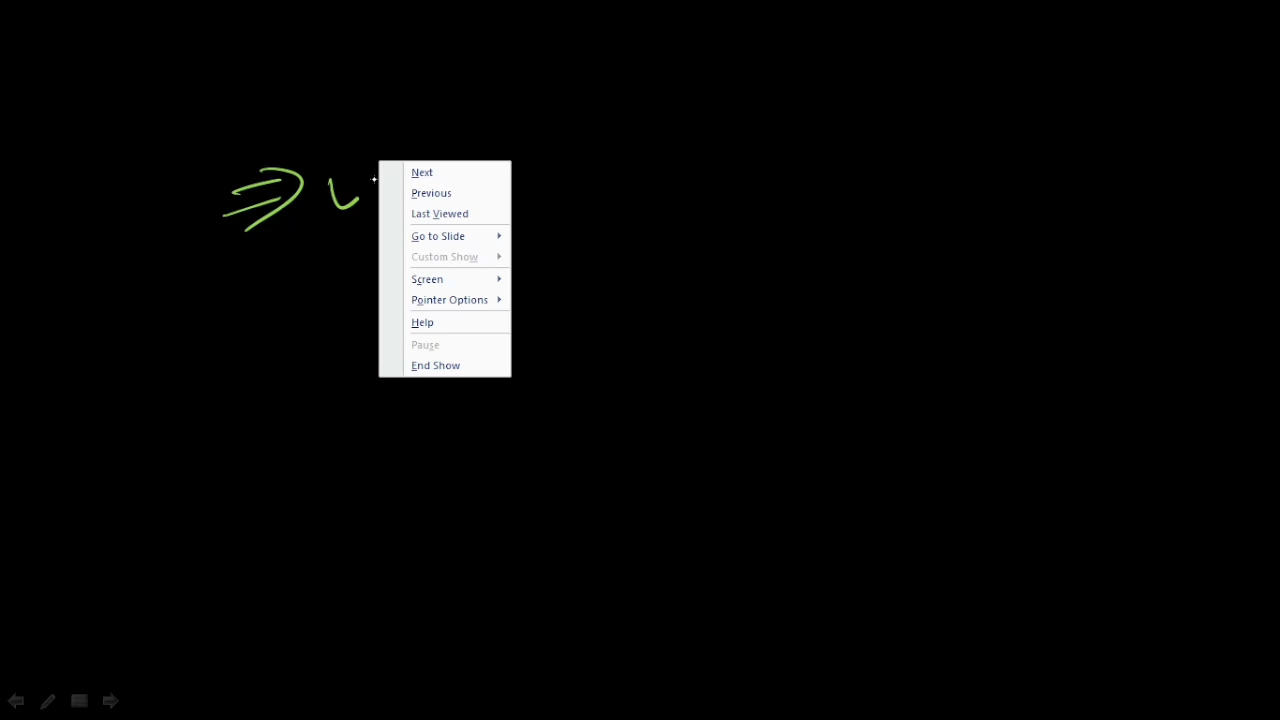 ⇒
Next
Previous
Last Viewed
Go to Slide
Custom Show
Screen
Pointer Options
Help
Pause
End Show